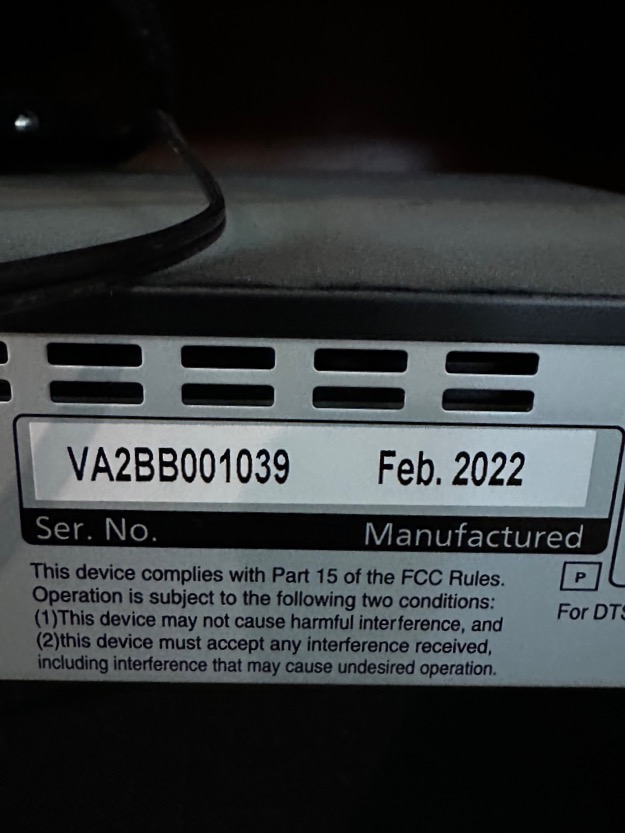 VA2BB001039 Feb. 2022
Ser. No. Manufactured
This device complies with Part 15 of the FCC Rules.
Operation is subject to the following two conditions:
(1)This device may not cause harmful interference, and
(2)this device must accept any interference received,
including interference that may cause undesired operation.
P
For DTS